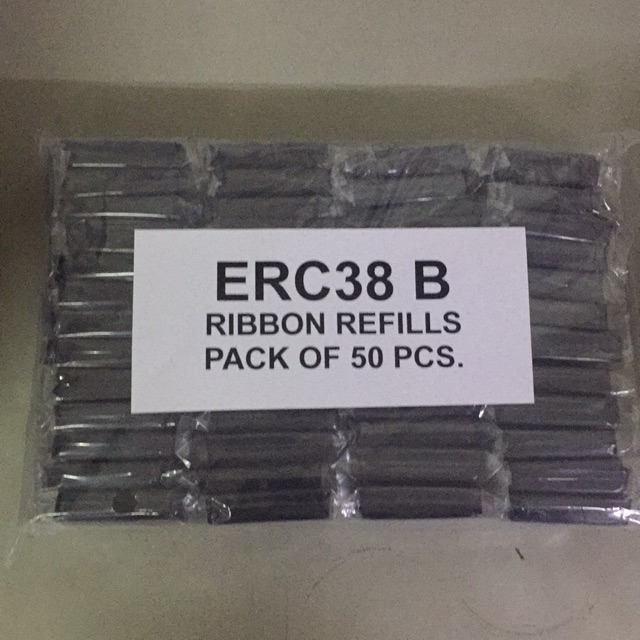 ERC38 B
RIBBON REFILLS
PACK OF 50 PCS.